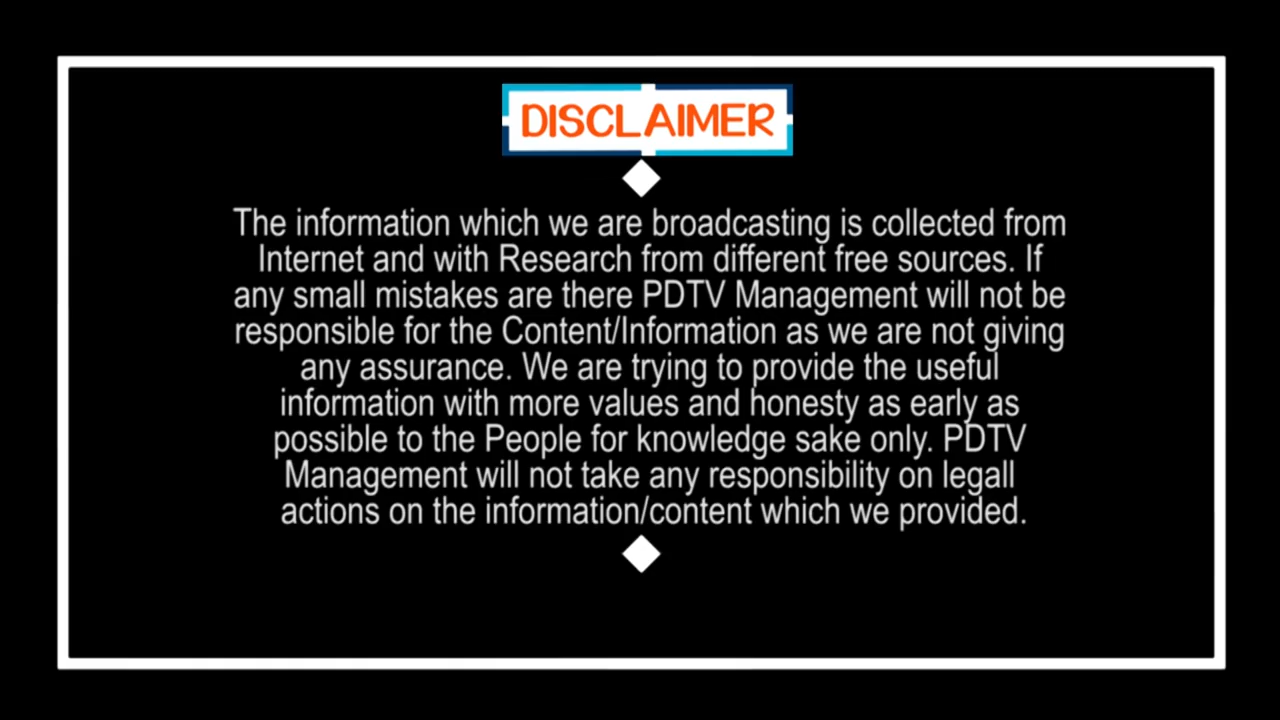 DISCLAIMER
The information which we are broadcasting is collected from
Internet and with Research from different free sources. If
any small mistakes are there PDTV Management will not be
responsible for the Content/Information as we are not giving
any assurance. We are trying to provide the useful
information with more values and honesty as early as
possible to the People for knowledge sake only. PDTV
Management will not take any responsibility on legall
actions on the information/content which we provided.